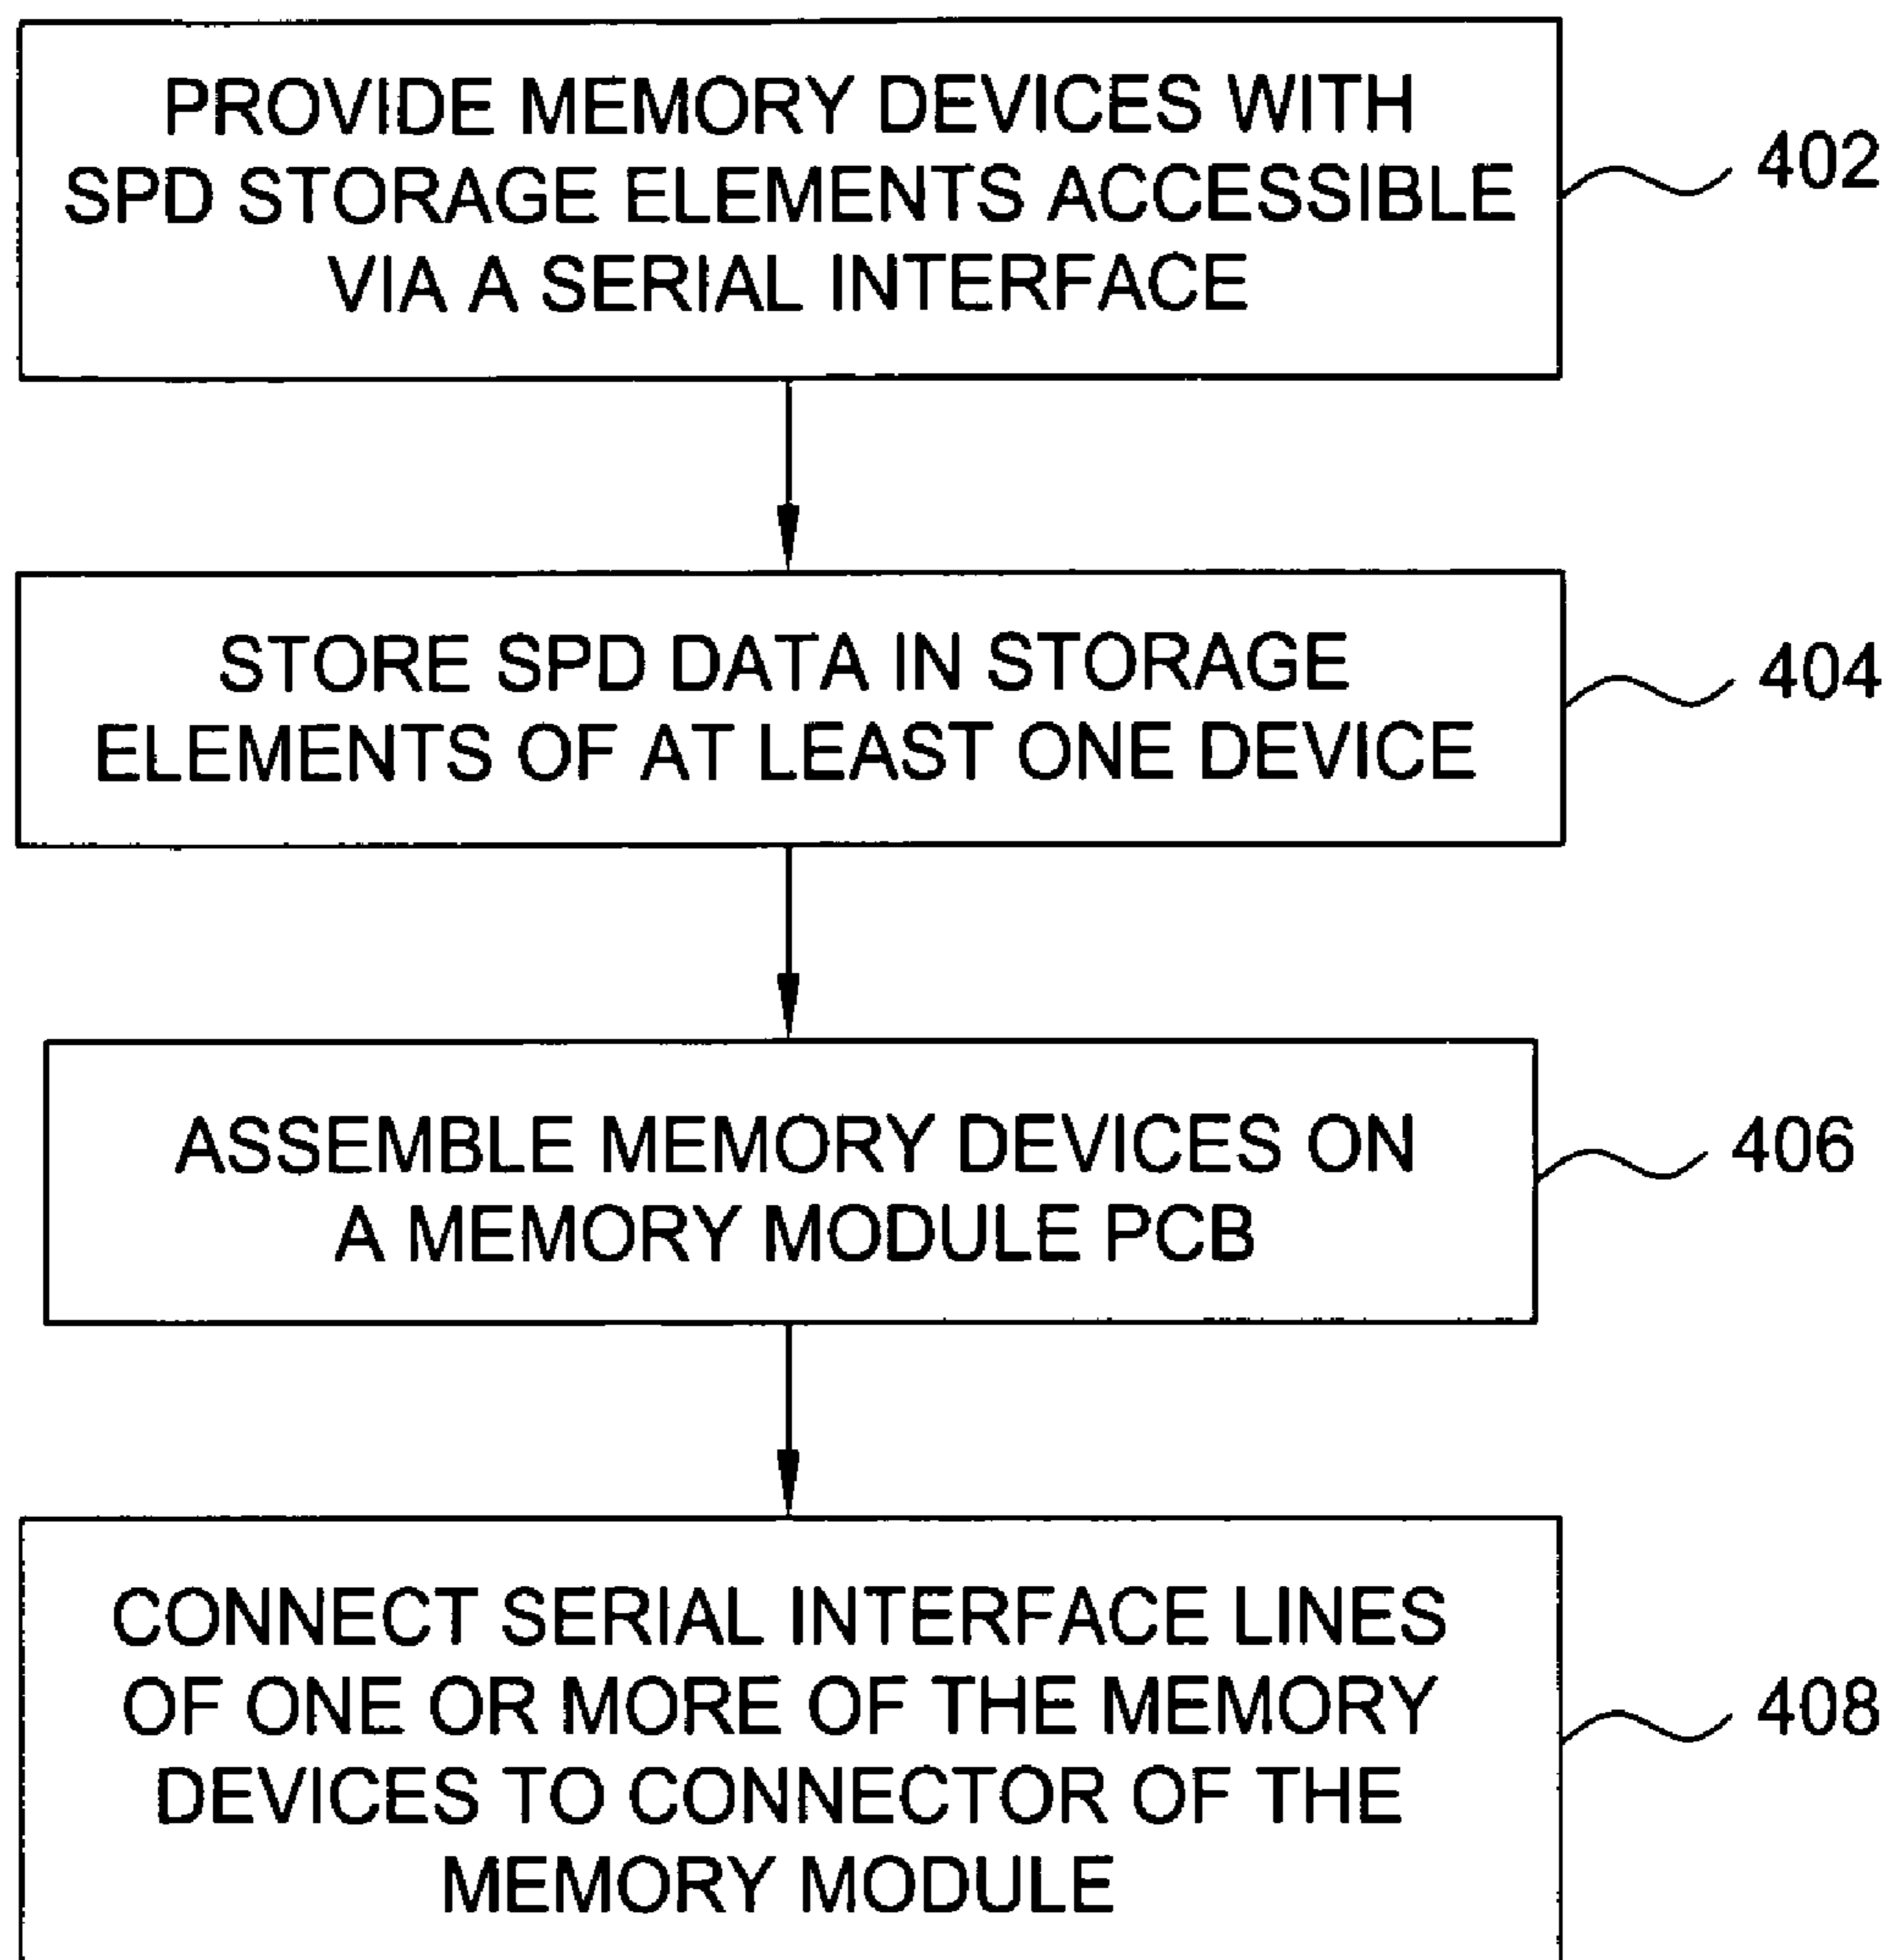 PROVIDE MEMORY DEVICES WITH
SPD STORAGE ELEMENTS ACCESSIBLE
VIA A SERIAL INTERFACE
402
STORE SPD DATA IN STORAGE
ELEMENTS OF AT LEAST ONE DEVICE
404
ASSEMBLE MEMORY DEVICES ON
A MEMORY MODULE PCB
406
CONNECT SERIAL INTERFACE LINES
OF ONE OR MORE OF THE MEMORY
DEVICES TO CONNECTOR OF THE
MEMORY MODULE
408